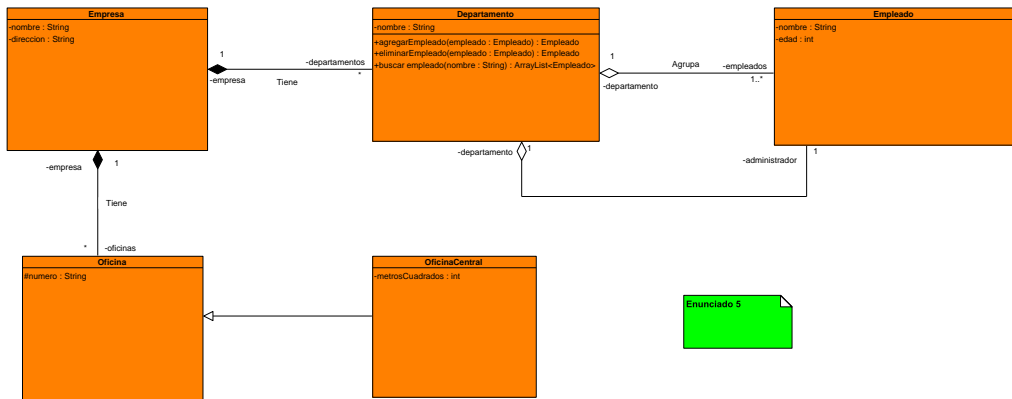 Empresa
-nombre : String
-direccion : String
Departamento
-nombre : String
+agregarEmpleado(empleado : Empleado) : Empleado
+eliminarEmpleado(empleado : Empleado) : Empleado
+buscar empleado(nombre : String) : ArrayList<Empleado>
Empleado
-nombre : String
-edad : int
1
-departamentos
-empresa
Tiene
*
1
Agrupa
-empleados
1..*
-departamento
-empresa
1
Tiene
*
-oficinas
-departamento
1
-administrador
1
Oficina
#numero : String
OficinaCentral
-metrosCuadrados : int
Enunciado 5